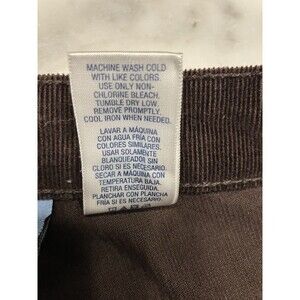 MACHINE WASH COLD
WITH LIKE COLORS.
USE ONLY NON-
CHLORINE BLEACH.
TUMBLE DRY LOW.
REMOVE PROMPTLY.
COOL IRON WHEN NEEDED.
LAVAR A MÁQUINA
CON AGUA FRÍA CON
COLORES SIMILARES.
USAR SOLAMENTE
BLANQUEADOR SIN
CLORO SI ES NECESARIO.
SECAR A MÁQUINA CON
TEMPERATURA BAJA.
RETIRA ENSEGUIDA.
PLANCHAR CON PLANCHA
FRÍA SI ES NECESARIO.